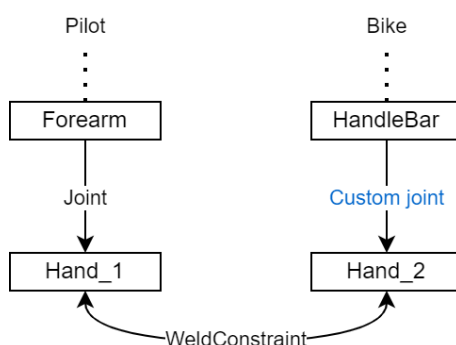 Pilot
Bike
Forearm
HandleBar
Joint
Custom joint
Hand_1
Hand_2
WeldConstraint